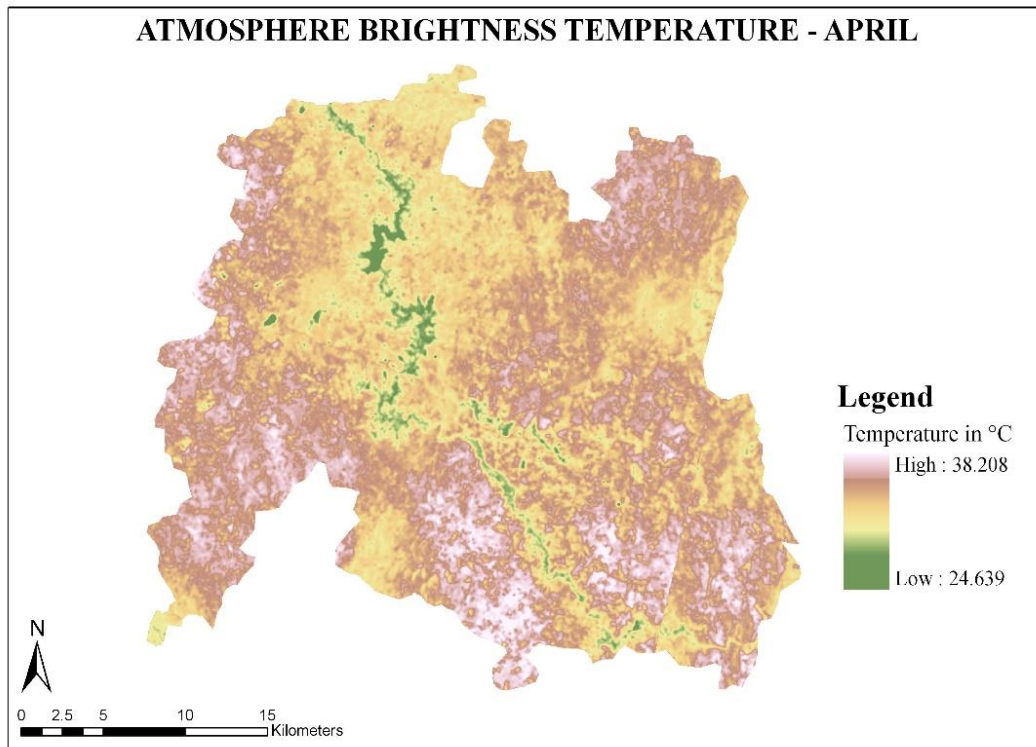 ATMOSPHERE BRIGHTNESS TEMPERATURE - APRIL
Legend
Temperature in °C
High : 38.208
Low : 24.639
N
0 2.5 5 10 15
Kilometers